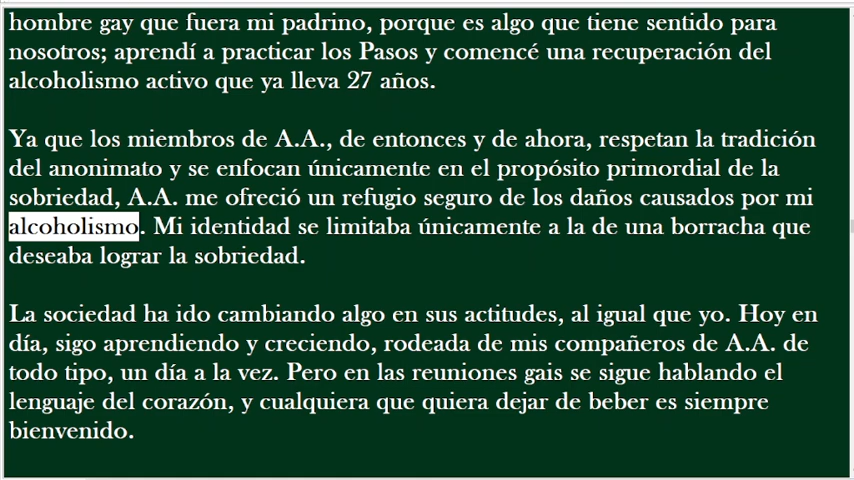 hombre gay que fuera mi padrino, porque es algo que tiene sentido para
nosotros; aprendí a practicar los Pasos y comencé una recuperación del
alcoholismo activo que ya lleva 27 años.
Ya que los miembros de A.A., de entonces y de ahora, respetan la tradición
del anonimato y se enfocan únicamente en el propósito primordial de la
sobriedad, A.A. me ofreció un refugio seguro de los daños causados por mi
alcoholismo. Mi identidad se limitaba únicamente a la de una borracha que
deseaba lograr la sobriedad.
La sociedad ha ido cambiando algo en sus actitudes, al igual que yo. Hoy en
día, sigo aprendiendo y creciendo, rodeada de mis compañeros de A.A. de
todo tipo, un día a la vez. Pero en las reuniones gais se sigue hablando el
lenguaje del corazón, y cualquiera que quiera dejar de beber es siempre
bienvenido.